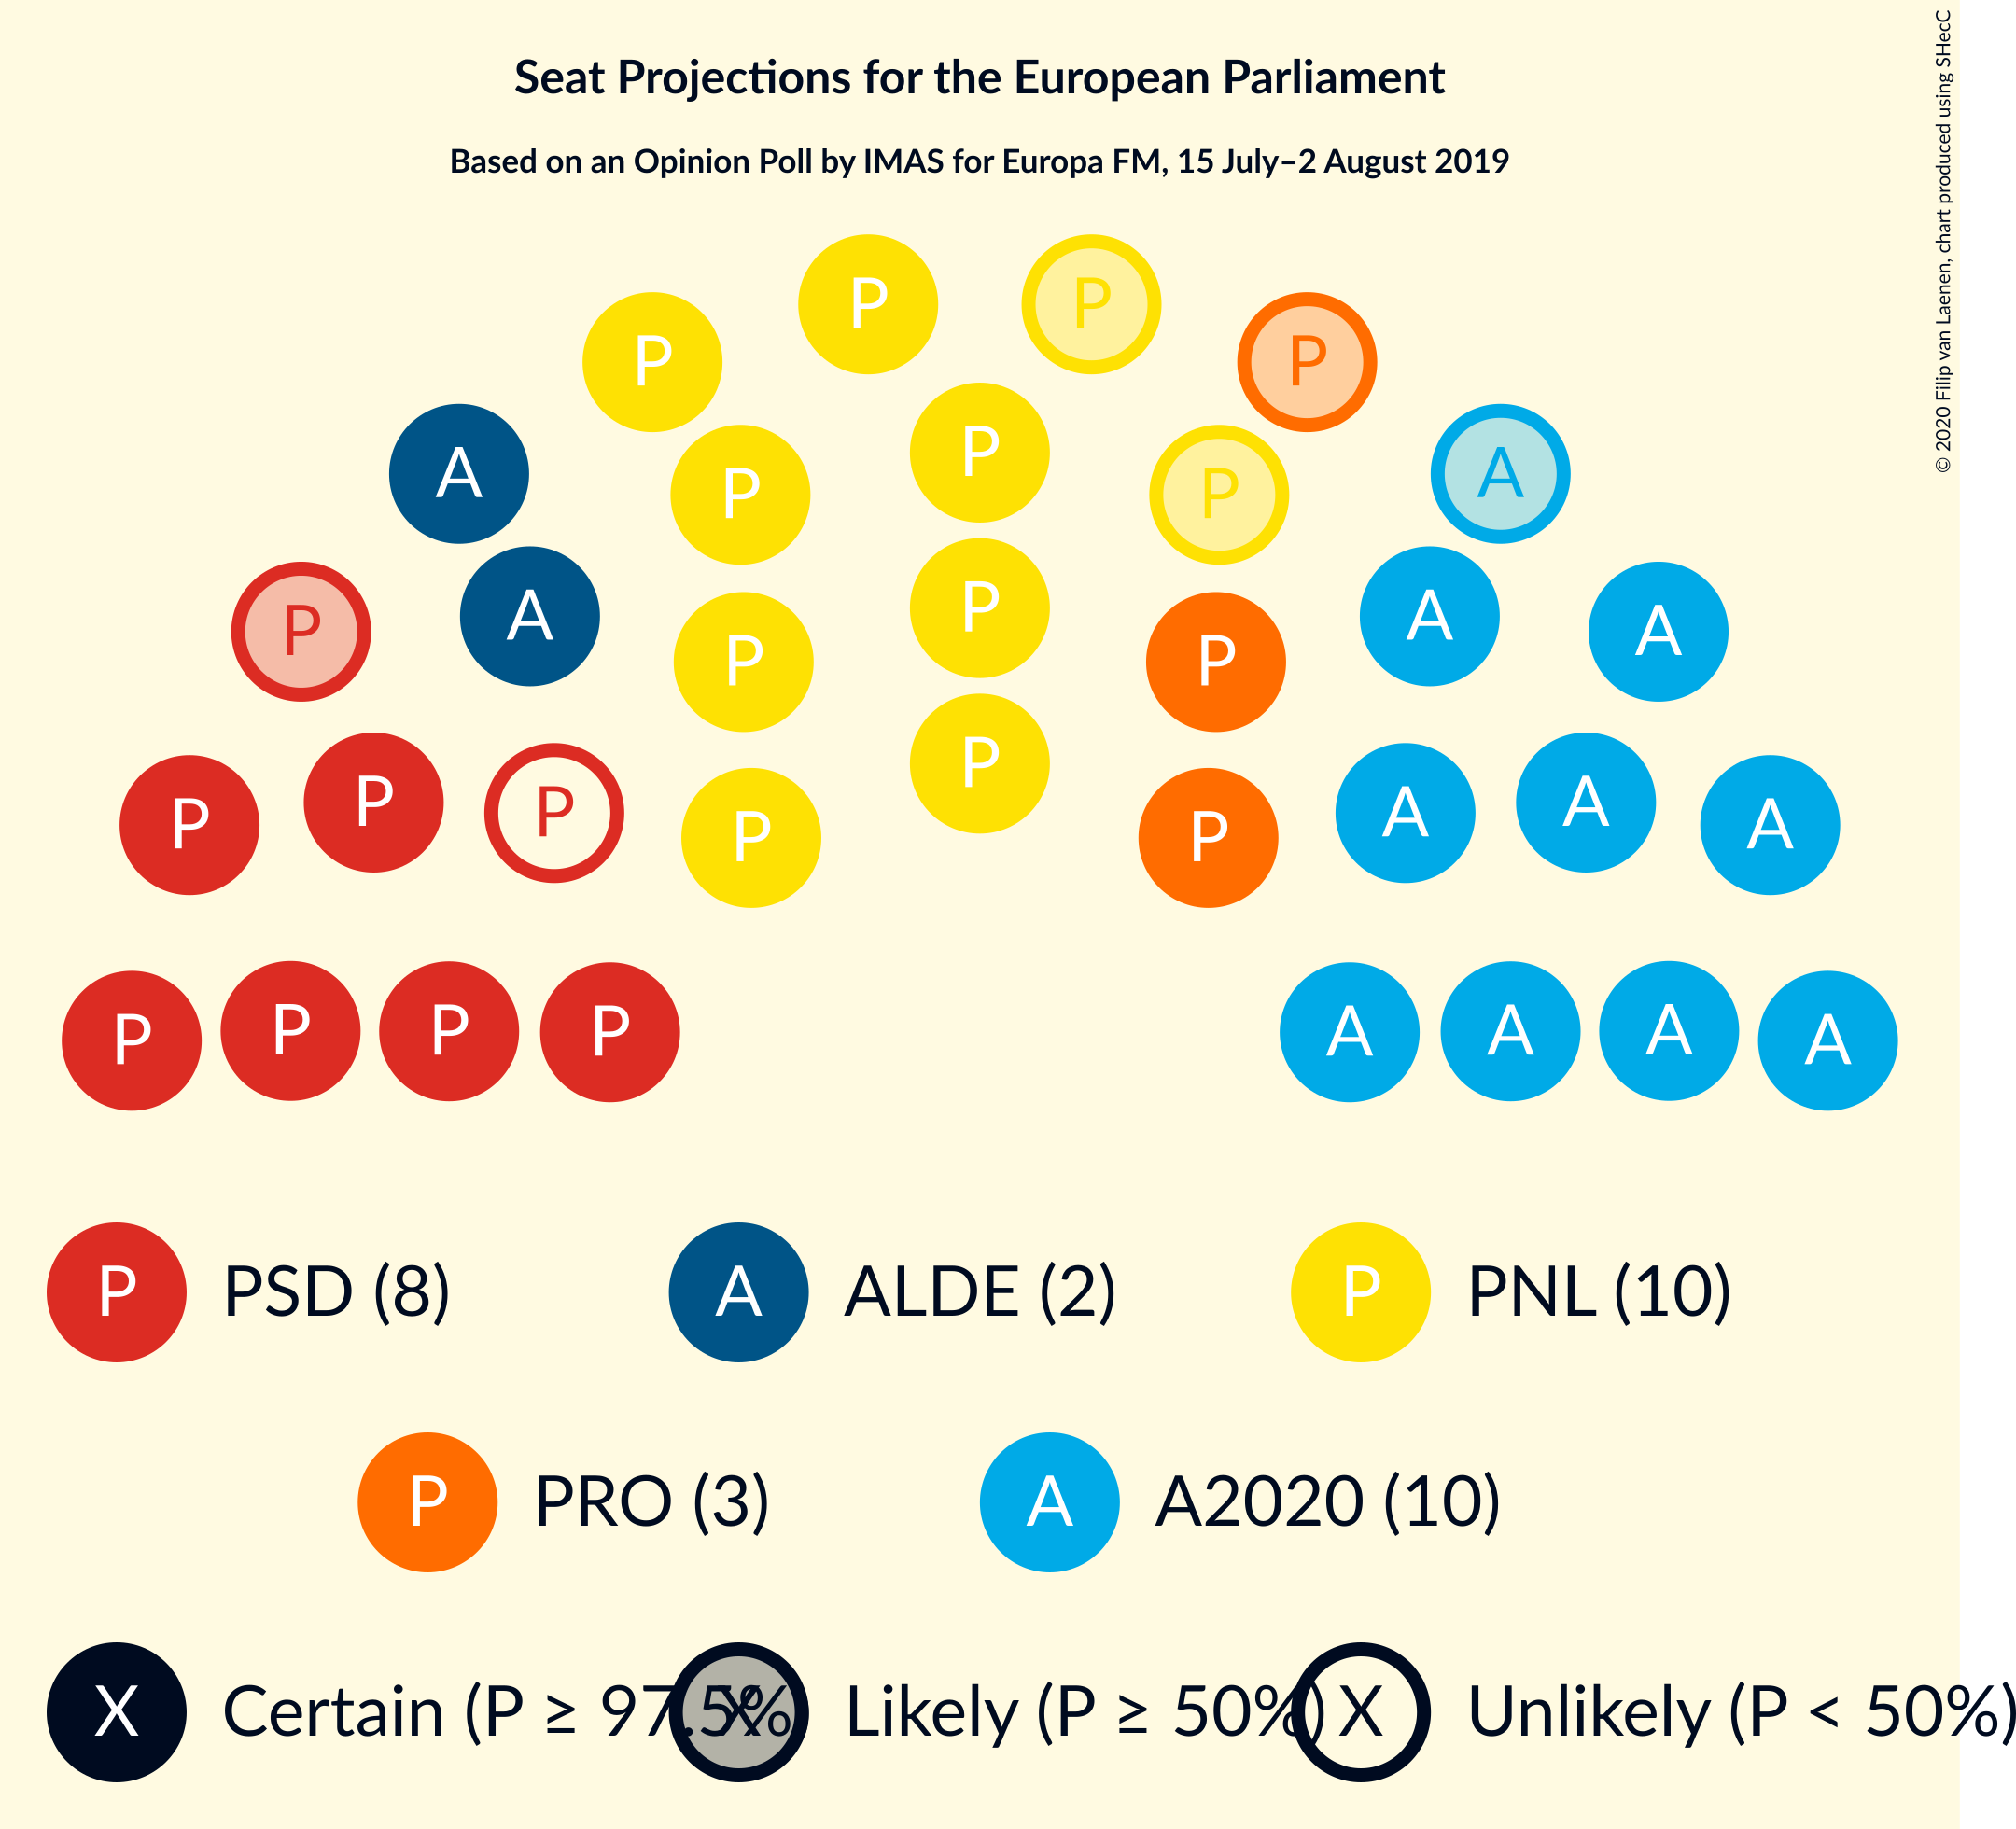 Seat Projections for the European Parliament
Based on an Opinion Poll by IMAS for Europa FM, 15 July–2 August 2019
© 2020 Filip van Laenen, chart produced using SHecC
P P
P P
A P P P A
P A P P A A
P P P P P P A A A
P P
P P P P A A A A
P PSD (8) A ALDE (2) P PNL (10)
P PRO (3) A A2020 (10)
X Certain (P ≥ 97.5% X Likely (P ≥ 50%) X Unlikely (P < 50%)